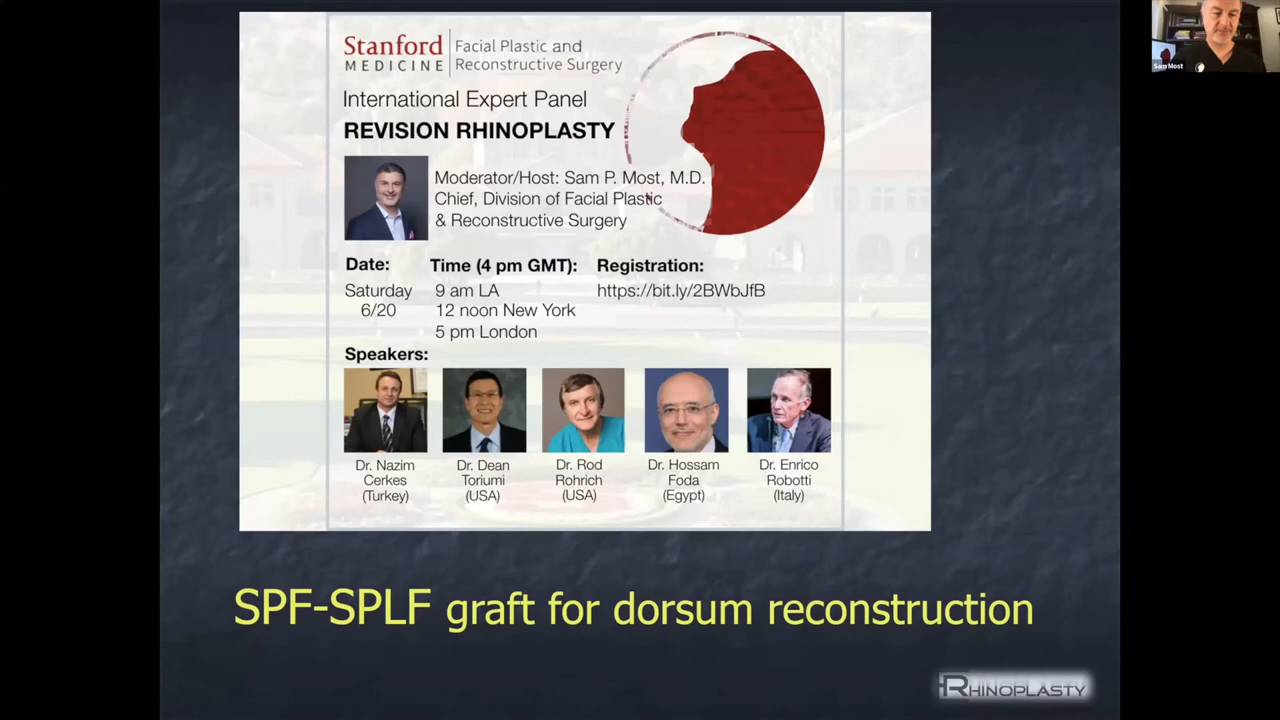 Stanford
MEDICINE
Facial Plastic and
Reconstructive Surgery
International Expert Panel
REVISION RHINOPLASTY
Moderator/Host: Sam P. Most, M.D.
Chief, Division of Facial Plastic
& Reconstructive Surgery
Date:
Saturday
6/20
Time (4 pm GMT):
9 am LA
12 noon New York
5 pm London
Registration:
https://bit.ly/2BWbJfB
Speakers:
Dr. Nazim
Cerkes
(Turkey)
Dr. Dean
Toriumi
(USA)
Dr. Rod
Rohrich
(USA)
Dr. Hossam
Foda
(Egypt)
Dr. Enrico
Robotti
(Italy)
SPF-SPLF graft for dorsum reconstruction
RHINOPLASTY
Sam Most